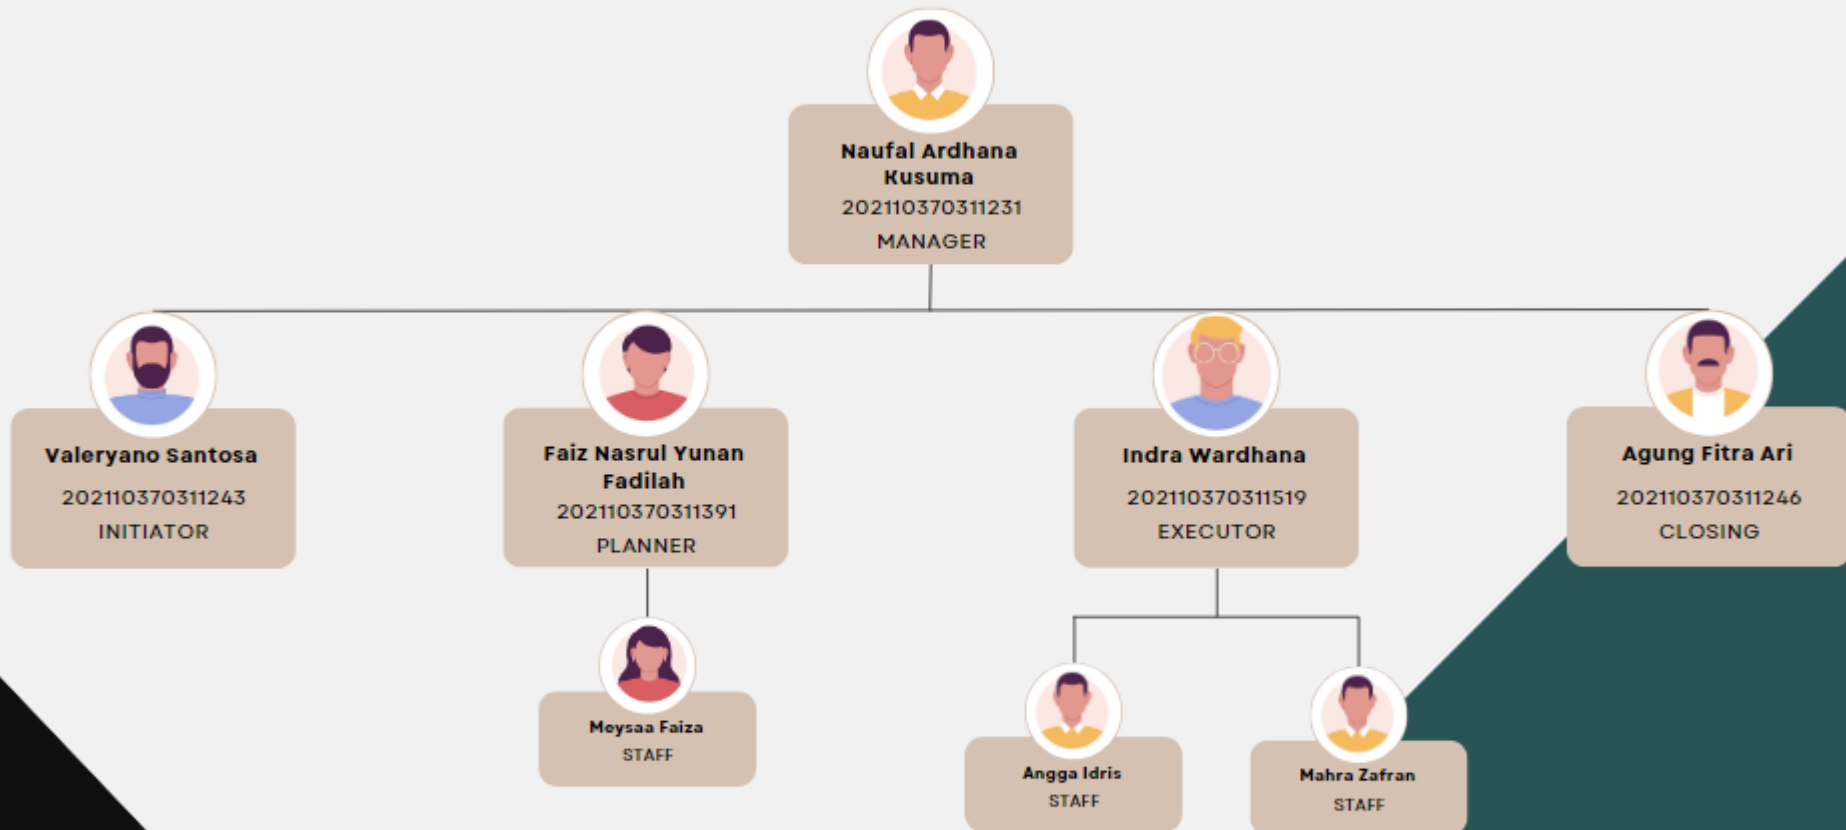 Naufal Ardhana
Kusuma
202110370311231
MANAGER
Valeryano Santosa
202110370311243
INITIATOR
Faiz Nasrul Yunan
Fadilah
202110370311391
PLANNER
Indra Wardhana
202110370311519
EXECUTOR
Agung Fitra Ari
202110370311246
CLOSING
Meysaa Faiza
STAFF
Angga Idris
STAFF
Mahra Zafran
STAFF